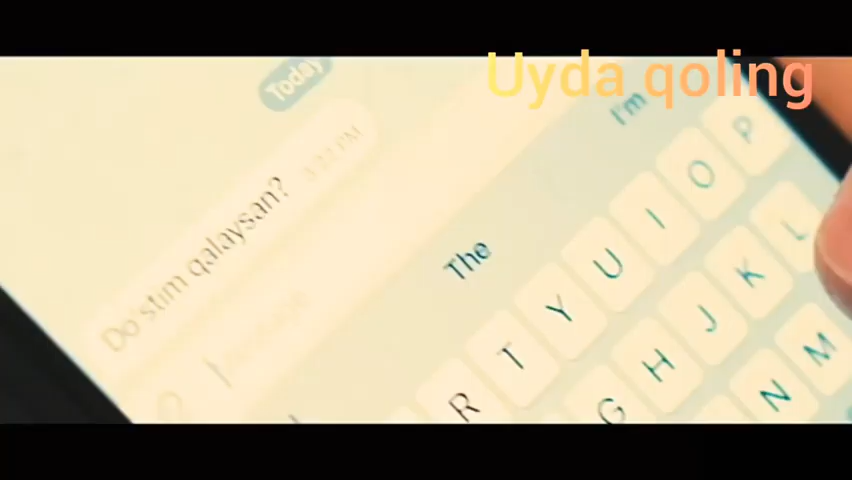 Uyda qoling
Today
Do'stim qalaysan?
I'm
The
P
O
I
U
Y
T
R
L
K
J
H
G
M
N